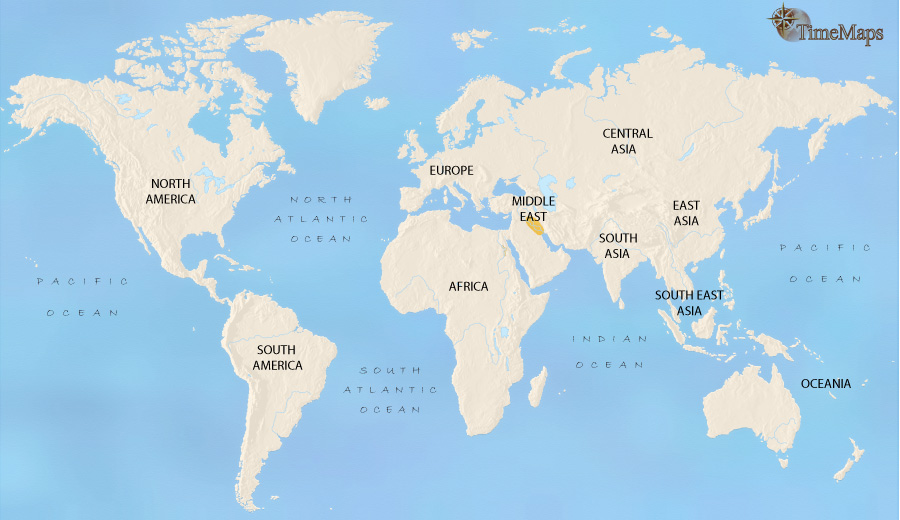 TimeMaps
CENTRAL
ASIA
EUROPE
NORTH
AMERICA
MIDDLE
EAST
NORTH
ATLANTIC
OCEAN
EAST
ASIA
SOUTH
ASIA
PACIFIC
OCEAN
PACIFIC
OCEAN
AFRICA
SOUTH EAST
ASIA
INDIAN
OCEAN
SOUTH
AMERICA
SOUTH
ATLANTIC
OCEAN
OCEANIA